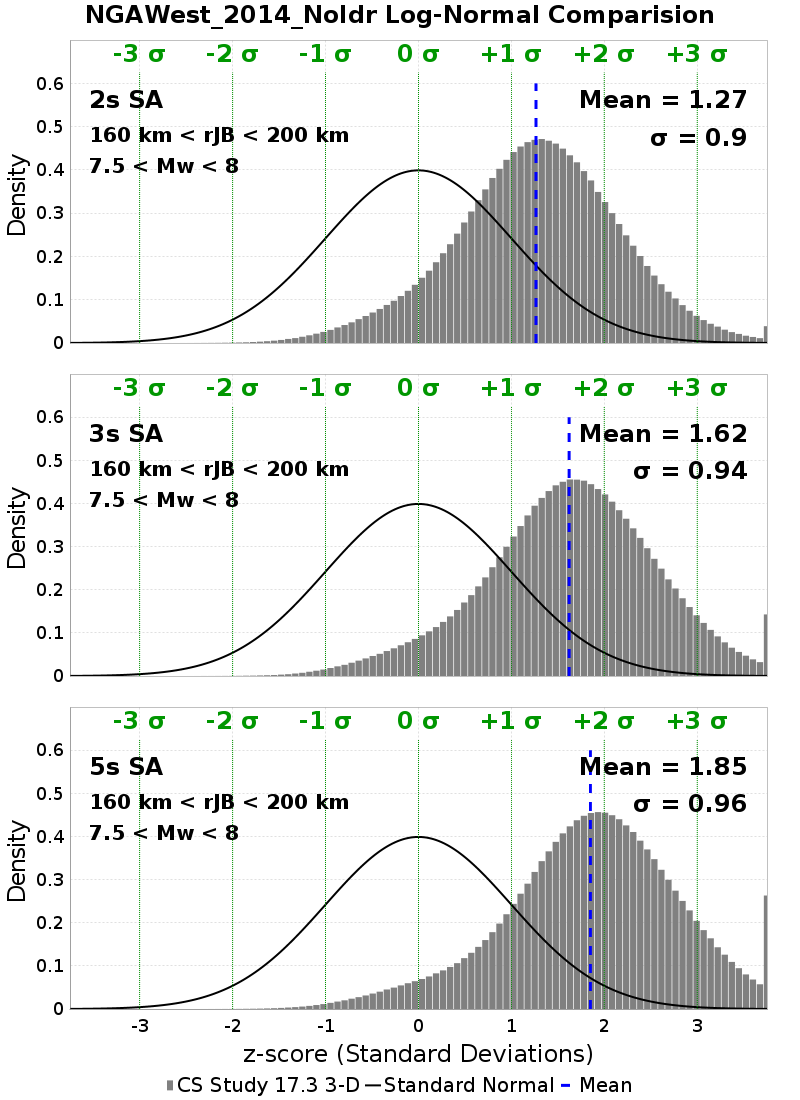 NGAWest_2014_NoIdr Log-Normal Comparision
-3 σ -2 σ -1 σ 0 σ +1 σ +2 σ +3 σ
0.6
2s SA Mean = 1.27
0.5
160 km < rJB < 200 km σ = 0.9
7.5 < Mw < 8
0.4
0.3
0.2
0.1
0
Density
-3 σ -2 σ -1 σ 0 σ +1 σ +2 σ +3 σ
0.6
3s SA Mean = 1.62
0.5
160 km < rJB < 200 km σ = 0.94
7.5 < Mw < 8
0.4
0.3
0.2
0.1
0
Density
-3 σ -2 σ -1 σ 0 σ +1 σ +2 σ +3 σ
0.6
5s SA Mean = 1.85
0.5
160 km < rJB < 200 km σ = 0.96
7.5 < Mw < 8
0.4
0.3
0.2
0.1
0
Density
-3 -2 -1 0 1 2 3
z-score (Standard Deviations)
CS Study 17.3 3-D Standard Normal Mean